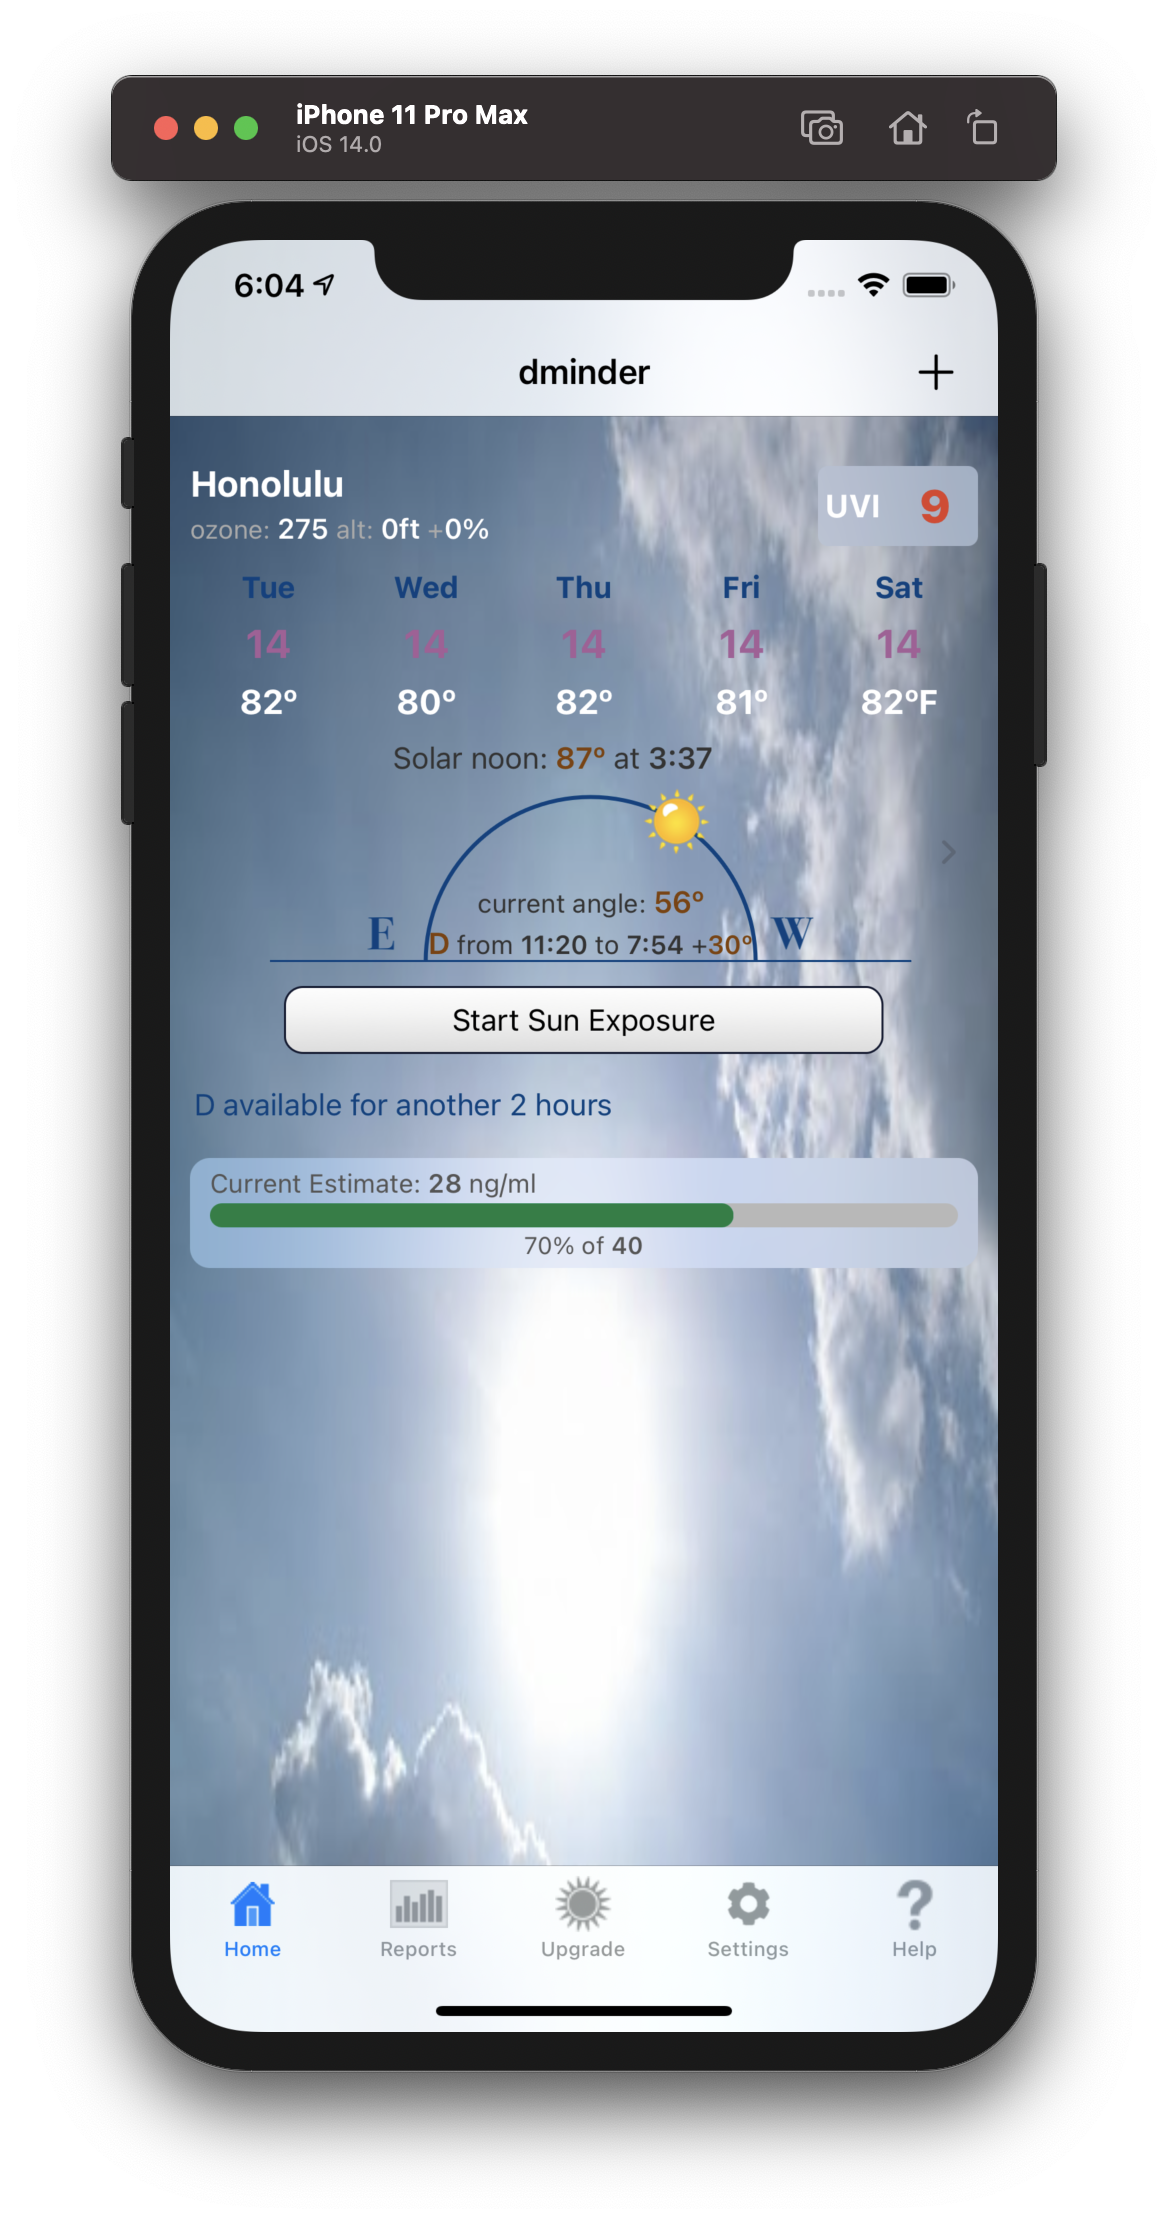 iPhone 11 Pro Max
iOS 14.0
6:04
dminder
Honolulu
UVI 9
ozone: 275 alt: 0ft +0%
Tue Wed Thu Fri Sat
14 14 14 14 14
82° 80° 82° 81° 82°F
Solar noon: 87° at 3:37
current angle: 56°
E W
D from 11:20 to 7:54 +30°
Start Sun Exposure
D available for another 2 hours
Current Estimate: 28 ng/ml
70% of 40
Home Reports Upgrade Settings Help